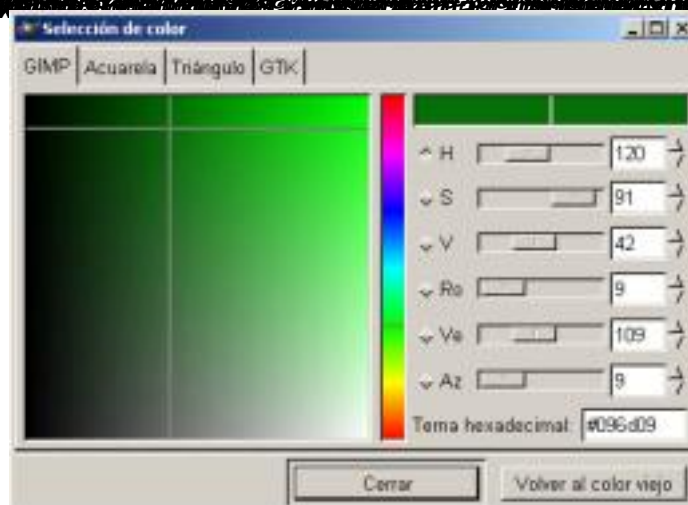 Selección de color
GIMP Acuarela Triángulo GTK
H 120
S 91
V 42
Ro 9
Ve 109
Az 9
Terna hexadecimal: #096d09
Cerrar Volver al color viejo